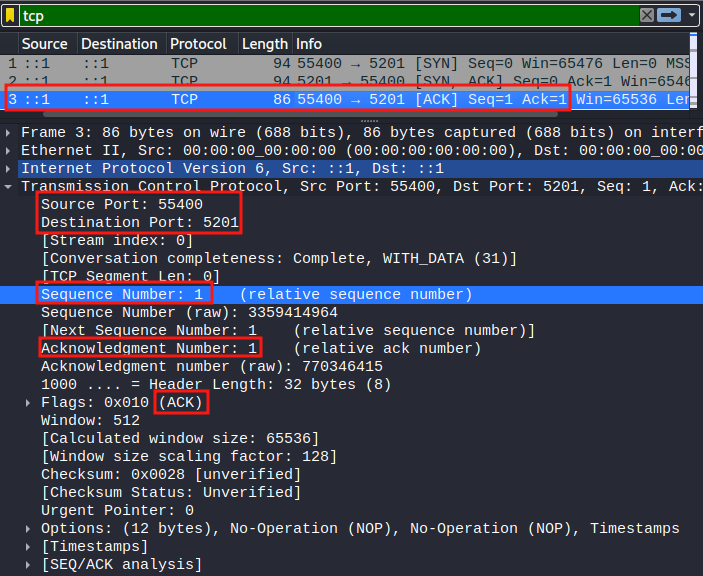 tcp
Source Destination Protocol Length Info
1 ::1 ::1 TCP 94 55400 → 5201 [SYN] Seq=0 Win=65476 Len=0 MSS
2 ::1 ::1 TCP 94 5201 → 55400 [SYN, ACK] Seq=0 Ack=1 Win=6546
3 ::1 ::1 TCP 86 55400 → 5201 [ACK] Seq=1 Ack=1 Win=65536 Len
Frame 3: 86 bytes on wire (688 bits), 86 bytes captured (688 bits) on interf
Ethernet II, Src: 00:00:00_00:00:00 (00:00:00:00:00:00), Dst: 00:00:00_00:00
Internet Protocol Version 6, Src: ::1, Dst: ::1
Transmission Control Protocol, Src Port: 55400, Dst Port: 5201, Seq: 1, Ack:
Source Port: 55400
Destination Port: 5201
[Stream index: 0]
[Conversation completeness: Complete, WITH_DATA (31)]
[TCP Segment Len: 0]
Sequence Number: 1 (relative sequence number)
Sequence Number (raw): 3359414964
[Next Sequence Number: 1 (relative sequence number)]
Acknowledgment Number: 1 (relative ack number)
Acknowledgment number (raw): 770346415
1000 .... = Header Length: 32 bytes (8)
Flags: 0x010 (ACK)
Window: 512
[Calculated window size: 65536]
[Window size scaling factor: 128]
Checksum: 0x0028 [unverified]
[Checksum Status: Unverified]
Urgent Pointer: 0
Options: (12 bytes), No-Operation (NOP), No-Operation (NOP), Timestamps
[Timestamps]
[SEQ/ACK analysis]